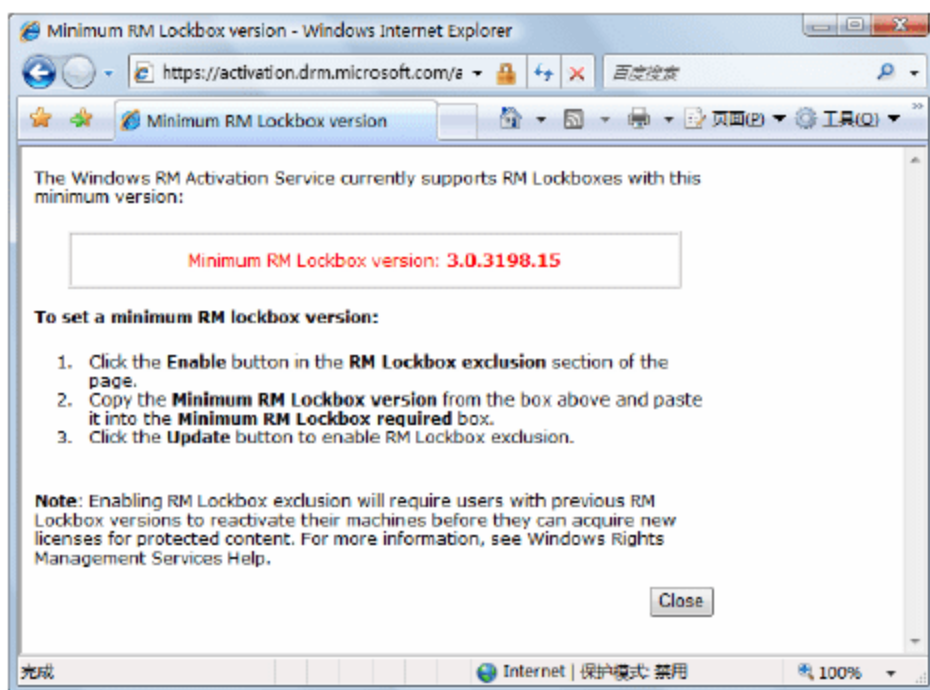 Minimum RM Lockbox version - Windows Internet Explorer
https://activation.drm.microsoft.com/a
百度搜索
Minimum RM Lockbox version
页面(P)
工具(O)
The Windows RM Activation Service currently supports RM Lockboxes with this
minimum version:
Minimum RM Lockbox version: 3.0.3198.15
To set a minimum RM lockbox version:
1. Click the Enable button in the RM Lockbox exclusion section of the
page.
2. Copy the Minimum RM Lockbox version from the box above and paste
it into the Minimum RM Lockbox required box.
3. Click the Update button to enable RM Lockbox exclusion.
Note: Enabling RM Lockbox exclusion will require users with previous RM
Lockbox versions to reactivate their machines before they can acquire new
licenses for protected content. For more information, see Windows Rights
Management Services Help.
Close
完成
Internet | 保护模式: 禁用
100%